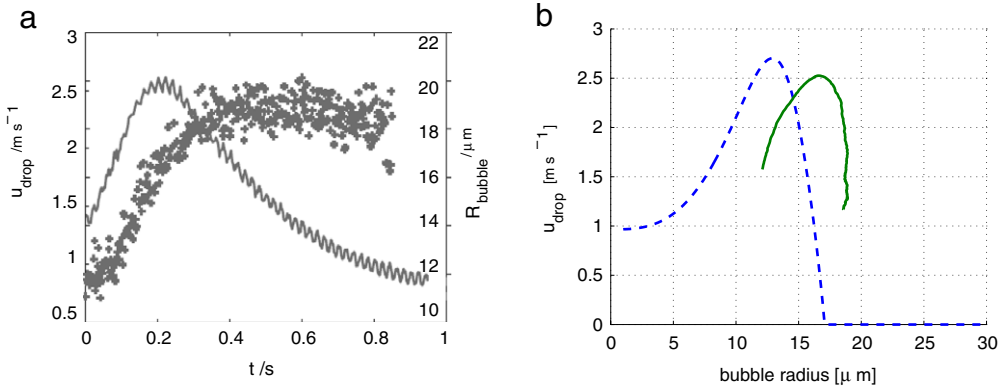 a
3
2.5
2
1.5
1
0.5
u_drop /m s⁻¹
22
20
18
16
14
12
10
R_bubble /μ m
0 0.2 0.4 0.6 0.8 1
t /s
b
3
2.5
2
1.5
1
0.5
0
u_drop [m s⁻¹]
0 5 10 15 20 25 30
bubble radius [μ m]